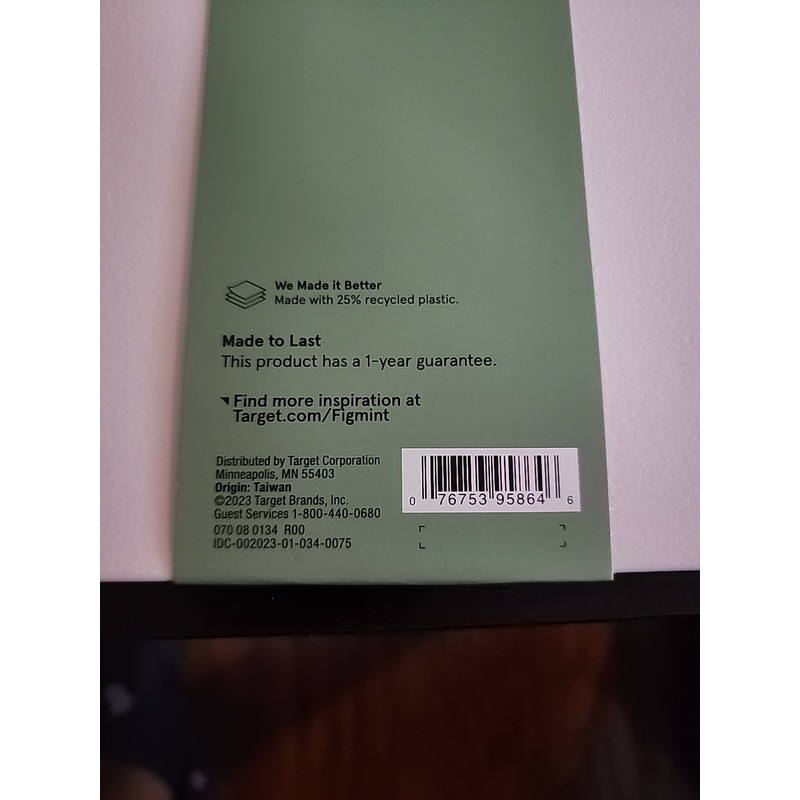 We Made it Better
Made with 25% recycled plastic.
Made to Last
This product has a 1-year guarantee.
Find more inspiration at
Target.com/Figmint
Distributed by Target Corporation
Minneapolis, MN 55403
Origin: Taiwan
©2023 Target Brands, Inc.
Guest Services 1-800-440-0680
070 08 0134 R00
IDC-002023-01-034-0075
0 76753 95864 6